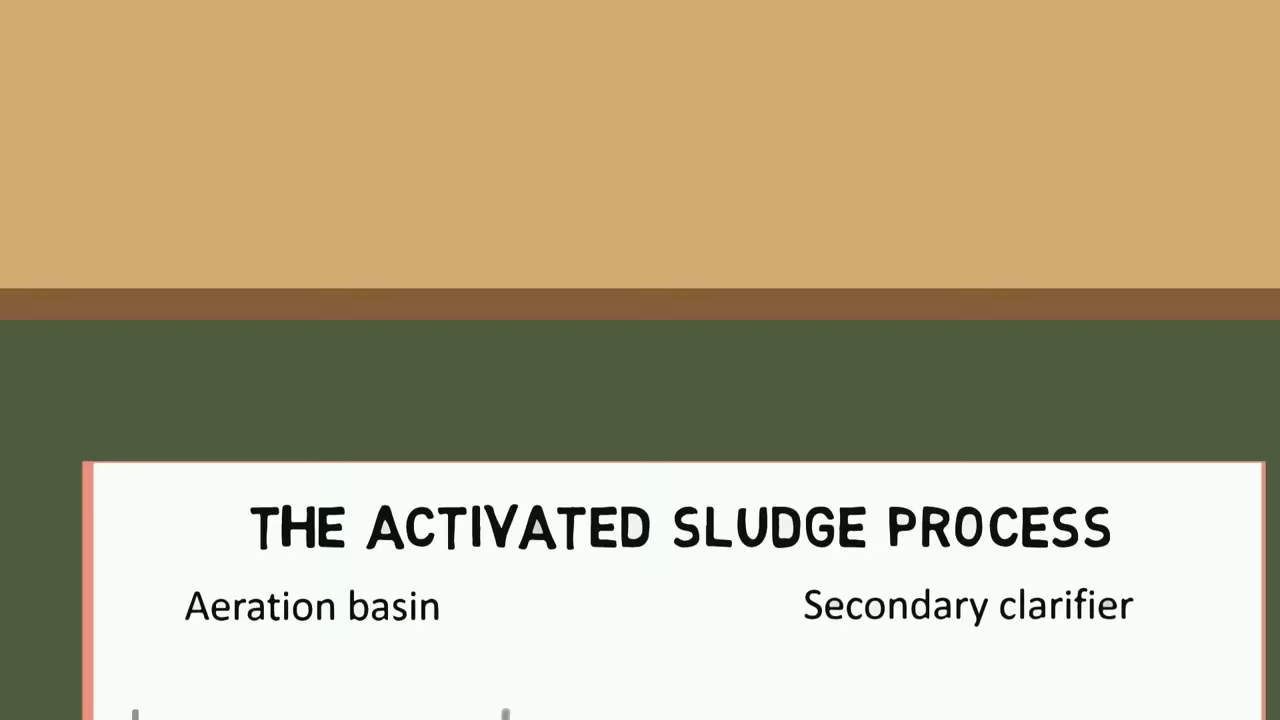 THE ACTIVATED SLUDGE PROCESS
Aeration basin Secondary clarifier